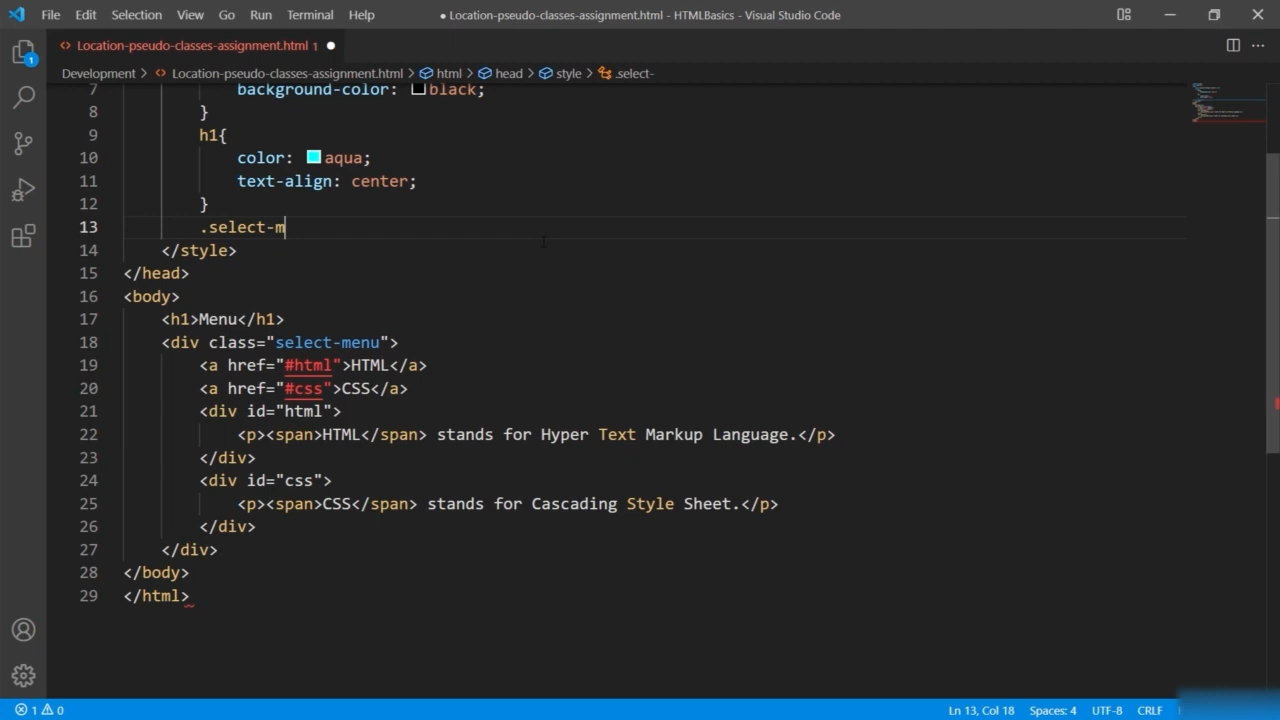 File Edit Selection View Go Run Terminal Help ● Location-pseudo-classes-assignment.html - HTMLBasics - Visual Studio Code
<> Location-pseudo-classes-assignment.html 1 ●
1
Development > <> Location-pseudo-classes-assignment.html > html > head > style > .select-
7 background-color: black;
8 }
9 h1{
10 color: aqua;
11 text-align: center;
12 }
13 .select-m
14 </style>
15 </head>
16 <body>
17 <h1>Menu</h1>
18 <div class="select-menu">
19 <a href="#html">HTML</a>
20 <a href="#css">CSS</a>
21 <div id="html">
22 <p><span>HTML</span> stands for Hyper Text Markup Language.</p>
23 </div>
24 <div id="css">
25 <p><span>CSS</span> stands for Cascading Style Sheet.</p>
26 </div>
27 </div>
28 </body>
29 </html>
1 0 Ln 13, Col 18 Spaces: 4 UTF-8 CRLF